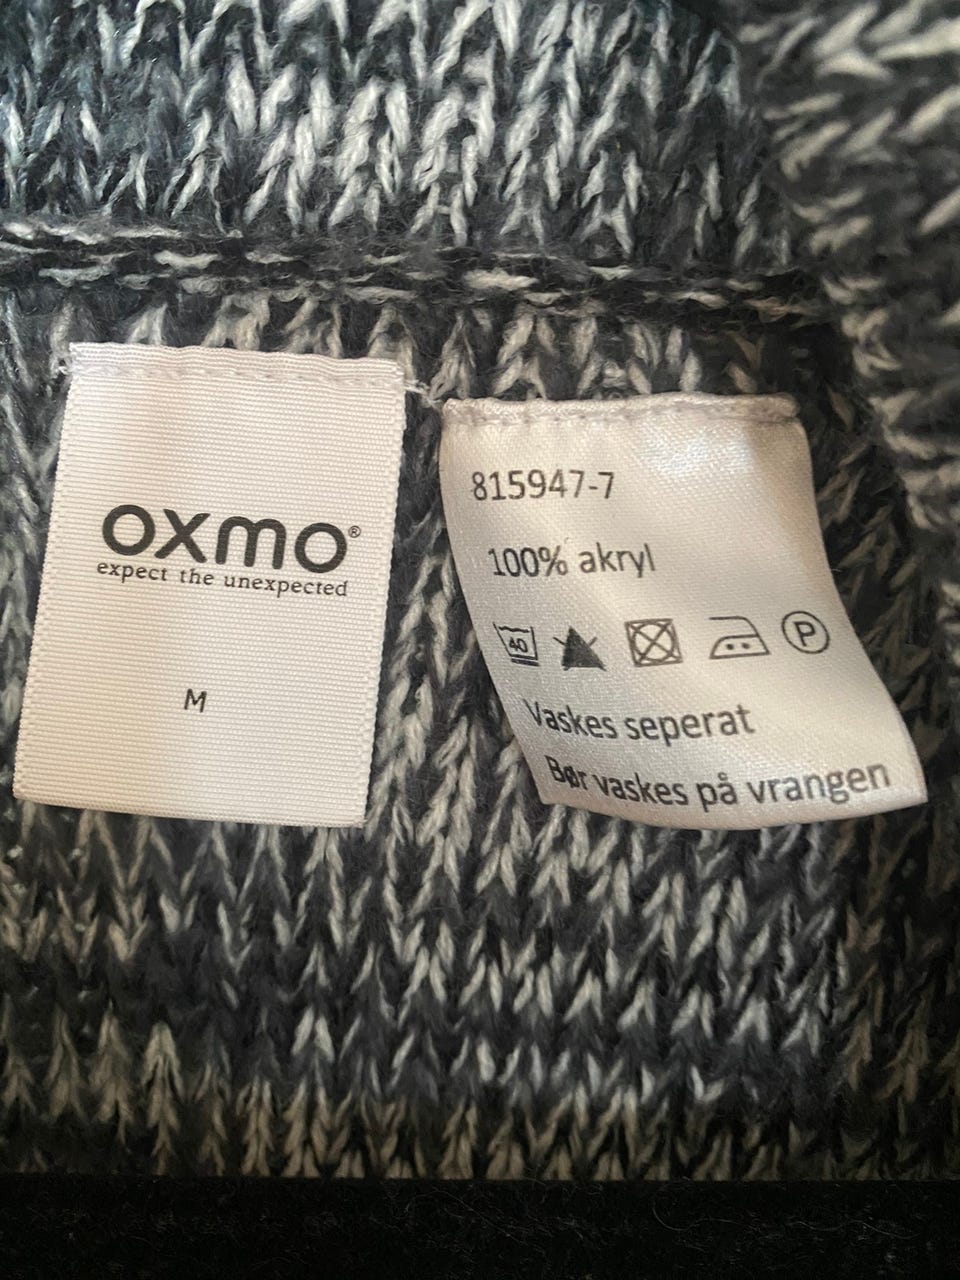 oxmo®
expect the unexpected
M
815947-7
100% akryl
40
P
Vaskes seperat
Bør vaskes på vrangen